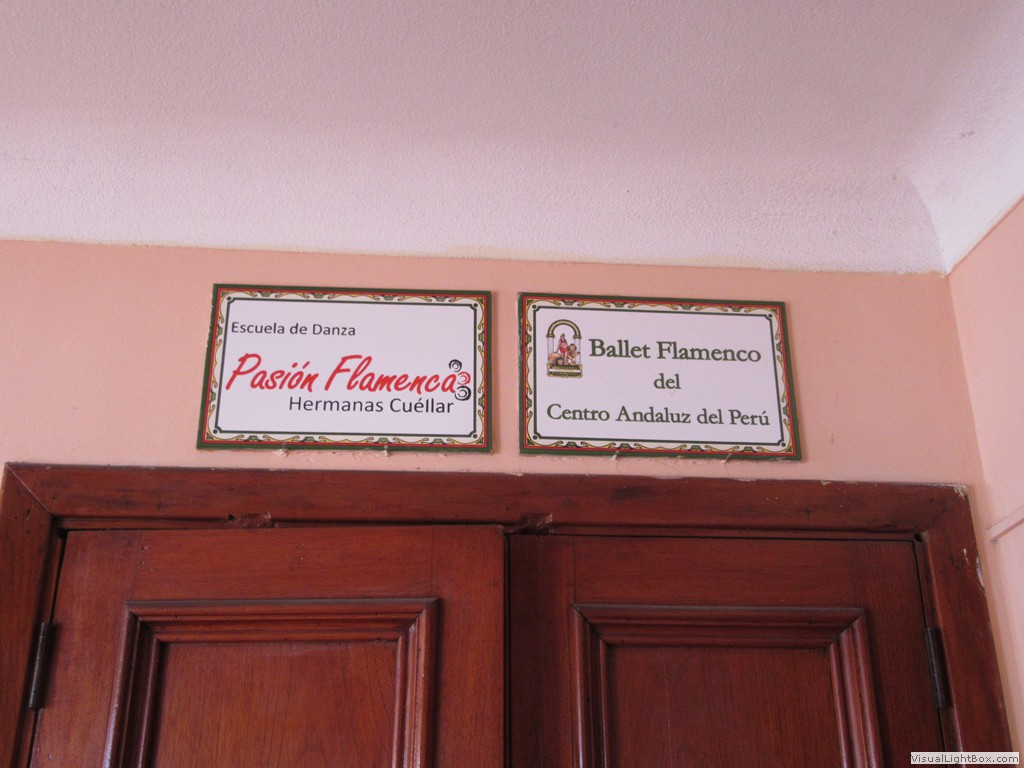 Escuela de Danza
Pasión Flamenca
Hermanas Cuéllar
Ballet Flamenco
del
Centro Andaluz del Perú
VisualLightBox.com